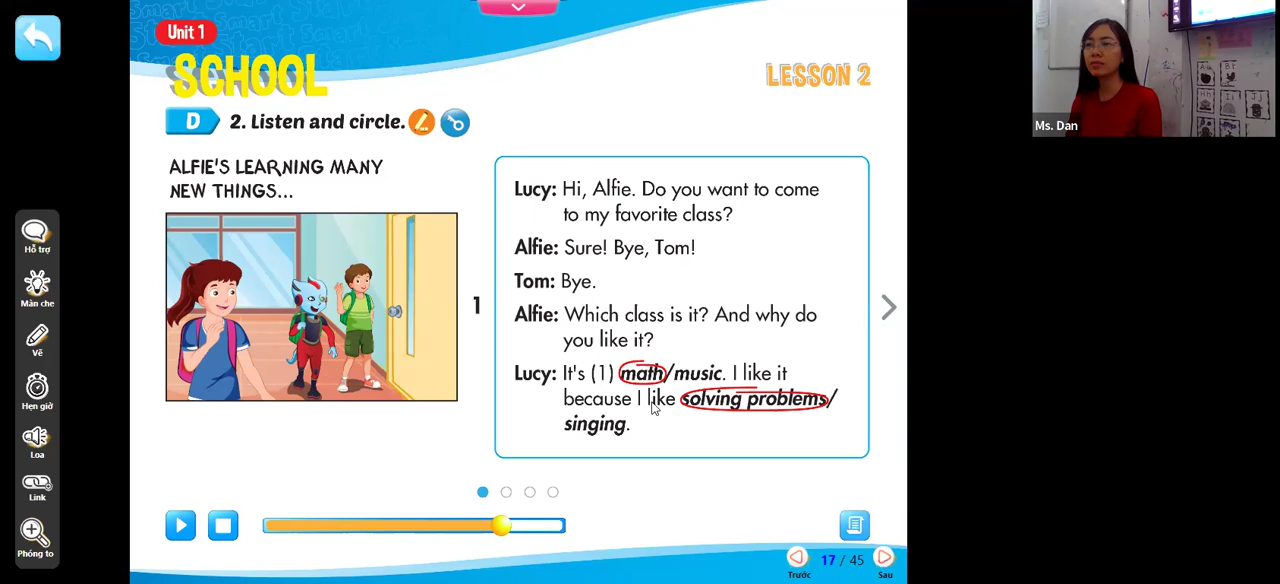 Unit 1
SCHOOL
LESSON 2
D 2. Listen and circle.
ALFIE'S LEARNING MANY
NEW THINGS...
1
Lucy: Hi, Alfie. Do you want to come
to my favorite class?
Alfie: Sure! Bye, Tom!
Tom: Bye.
Alfie: Which class is it? And why do
you like it?
Lucy: It's (1) math/music. I like it
because I like solving problems/
singing.
Hỗ trợ
Màn che
Vẽ
Hẹn giờ
Loa
Link
Phóng to
Trước
17 / 45
Sau
Ms. Dan